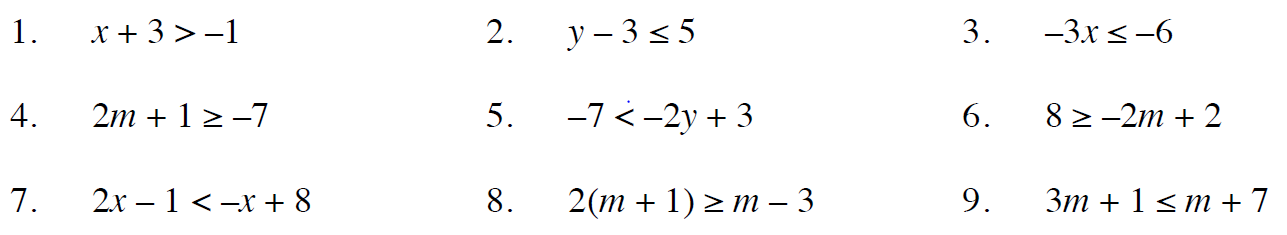 1. x + 3 > –1 2. y – 3 ≤ 5 3. –3x ≤ –6
4. 2m + 1 ≥ –7 5. –7 < –2y + 3 6. 8 ≥ –2m + 2
7. 2x – 1 < –x + 8 8. 2(m + 1) ≥ m – 3 9. 3m + 1 ≤ m + 7